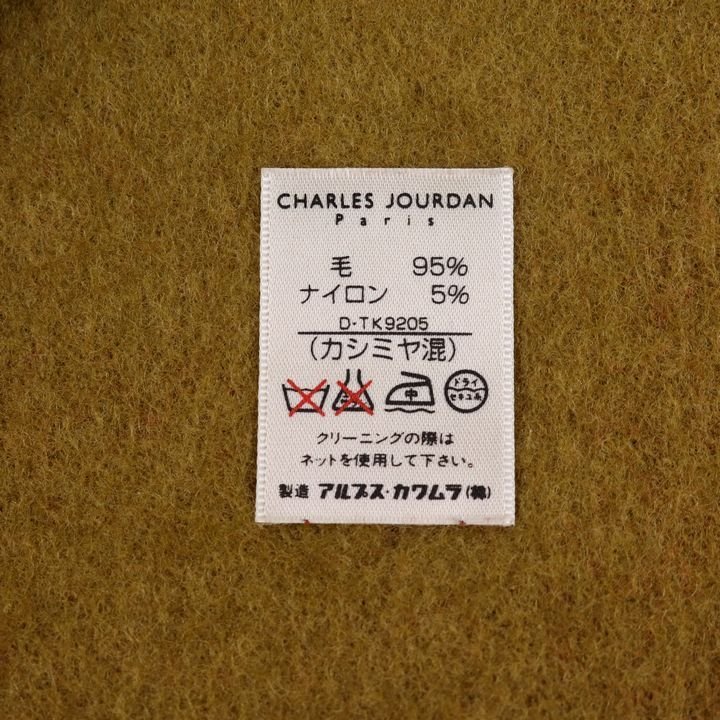 CHARLES JOURDAN
Paris
毛 95%
ナイロン 5%
D-TK9205
(カシミヤ混)
中 ドライ
セキユ系
クリーニングの際は
ネットを使用して下さい。
製造 アルプス・カワムラ(株)